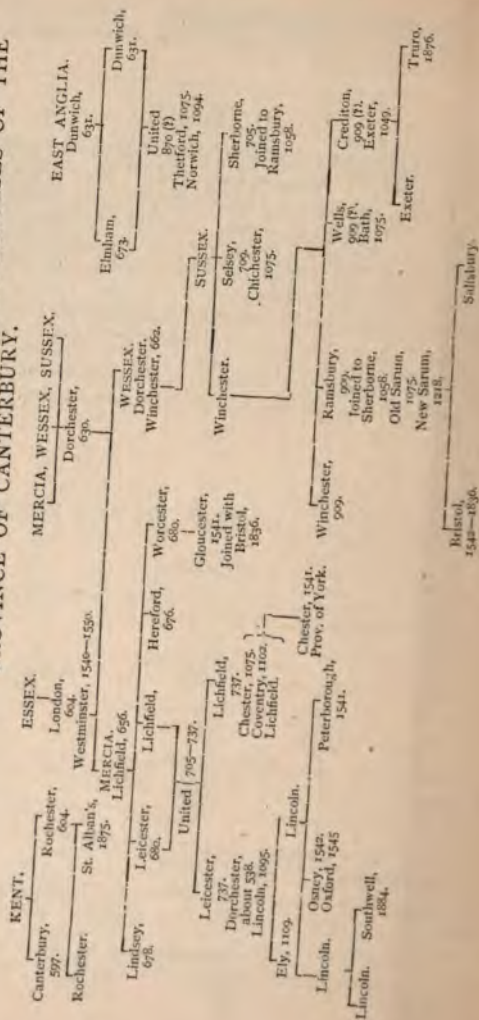 PROVINCE OF CANTERBURY.
OF THE
KENT.
Canterbury,
597.
Rochester,
604.
Rochester.
St. Alban's,
1875.
ESSEX.
London,
604.
Westminster, 1540—1550.
MERCIA, WESSEX, SUSSEX.
Dorchester,
630.
EAST ANGLIA.
Dunwich,
631.
Elmham,
673.
Dunwich,
631.
United
870 (?)
Thetford, 1075.
Norwich, 1094.
MERCIA.
Lichfield, 656.
WESSEX.
Dorchester.
Winchester, 662.
SUSSEX.
Lindsey,
678.
Leicester,
680.
Lichfield,
Hereford,
676.
Worcester,
680.
Gloucester,
1541.
Joined with
Bristol,
1836.
Winchester.
Selsey,
709.
Chichester,
1075.
Sherborne,
705.
Joined to
Ramsbury,
1058.
United 705—737.
Leicester,
737.
Dorchester,
about
Lincoln, 1095.
Lichfield,
737.
Chester, 1075.
Coventry, 1102.
Lichfield.
Chester, 1541.
Prov. of York.
Winchester,
909.
Ramsbury,
909.
Joined to
Sherborne,
1058.
Old Sarum,
1075.
New Sarum,
1218.
Wells,
909 (?).
Bath,
1075.
Crediton,
909 (?).
Exeter,
1049.
Ely, 1109.
Lincoln.
Lincoln.
Osney, 1542.
Oxford, 1545
Peterborough,
1541.
Bristol,
1542—1836.
Salisbury.
Exeter.
Truro,
1876.
Lincoln.
Southwell,
1884.